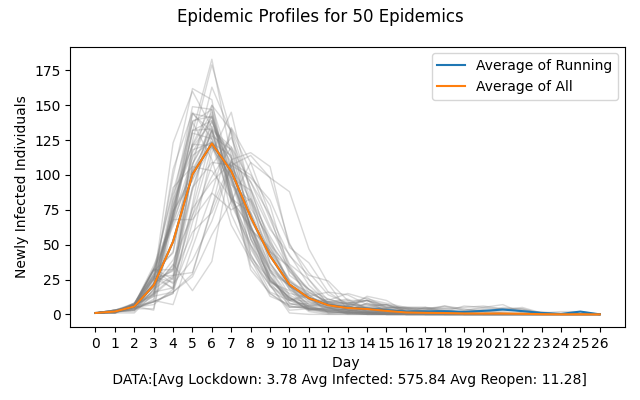 Epidemic Profiles for 50 Epidemics
Average of Running
Average of All
Newly Infected Individuals
175
150
125
100
75
50
25
0
0 1 2 3 4 5 6 7 8 9 10 11 12 13 14 15 16 17 18 19 20 21 22 23 24 25 26
Day
DATA:[Avg Lockdown: 3.78 Avg Infected: 575.84 Avg Reopen: 11.28]